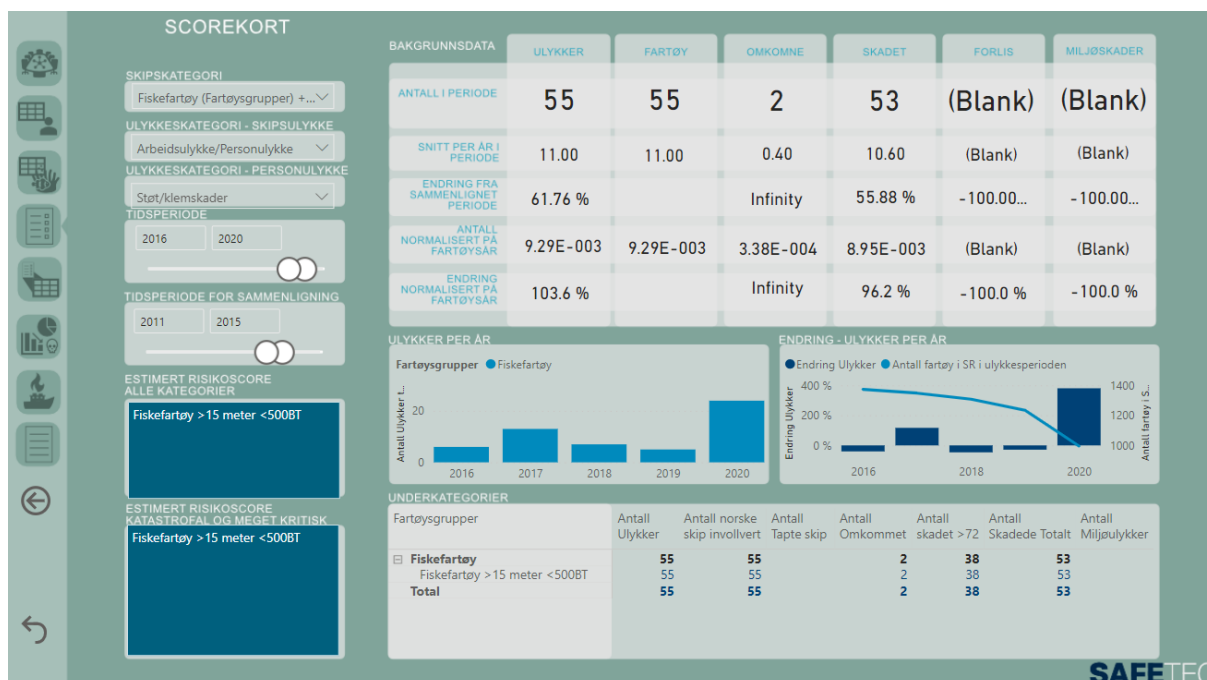 SCOREKORT
SKIPSKATEGORI
Fiskefartøy (Fartøysgrupper) +...
ULYKKESKATEGORI - SKIPSULYKKE
Arbeidsulykke/Personulykke
ULYKKESKATEGORI - PERSONULYKKE
Støt/klemskader
TIDSPERIODE
2016 2020
TIDSPERIODE FOR SAMMENLIGNING
2011 2015
ESTIMERT RISIKOSCORE
ALLE KATEGORIER
Fiskefartøy >15 meter <500BT
ESTIMERT RISIKOSCORE
KATASTROFAL OG MEGET KRITISK
Fiskefartøy >15 meter <500BT
BAKGRUNNSDATA ULYKKER FARTØY OMKOMNE SKADET FORLIS MILJØSKADER
ANTALL I PERIODE 55 55 2 53 (Blank) (Blank)
SNITT PER ÅR I
PERIODE 11.00 11.00 0.40 10.60 (Blank) (Blank)
ENDRING FRA
SAMMENLIGNET
PERIODE 61.76 % Infinity 55.88 % -100.00... -100.00...
ANTALL
NORMALISERT PÅ
FARTØYSÅR 9.29E-003 9.29E-003 3.38E-004 8.95E-003 (Blank) (Blank)
ENDRING
NORMALISERT PÅ
FARTØYSÅR 103.6 % Infinity 96.2 % -100.0 % -100.0 %
ULYKKER PER ÅR
Fartøysgrupper Fiskefartøy
Antall Ulykker t...
20
0
2016 2017 2018 2019 2020
ENDRING - ULYKKER PER ÅR
Endring Ulykker Antall fartøy i SR i ulykkesperioden
Endring Ulykker
400 %
200 %
0 %
1400
1200
1000
Antall fartøy i S...
2016 2018 2020
UNDERKATEGORIER
Fartøysgrupper Antall Antall norske Antall Antall Antall Antall Antall
Ulykker skip invollvert Tapte skip Omkommet skadet >72 Skadede Totalt Miljøulykker
Fiskefartøy 55 55 2 38 53
Fiskefartøy >15 meter <500BT 55 55 2 38 53
Total 55 55 2 38 53
SAFETEC